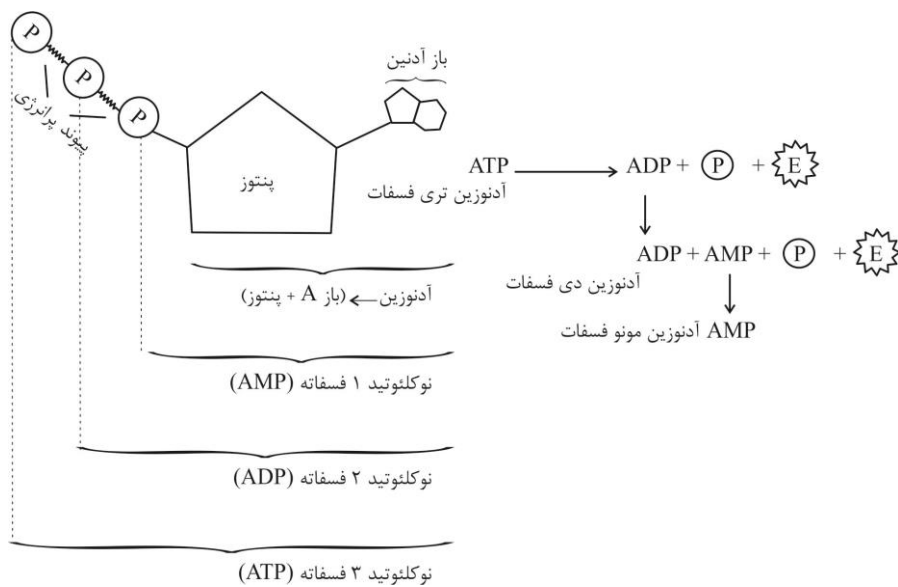 باز آدنین
P
P
P
پیوند پرانرژی
پنتوز
ATP ⟶ ADP + P + E
آدنوزین تری فسفات
ADP + AMP + P + E
آدنوزین دی فسفات
آدنوزین مونو فسفات AMP
آدنوزین ⟵ (باز A + پنتوز)
نوکلئوتید ۱ فسفاته (AMP)
نوکلئوتید ۲ فسفاته (ADP)
نوکلئوتید ۳ فسفاته (ATP)